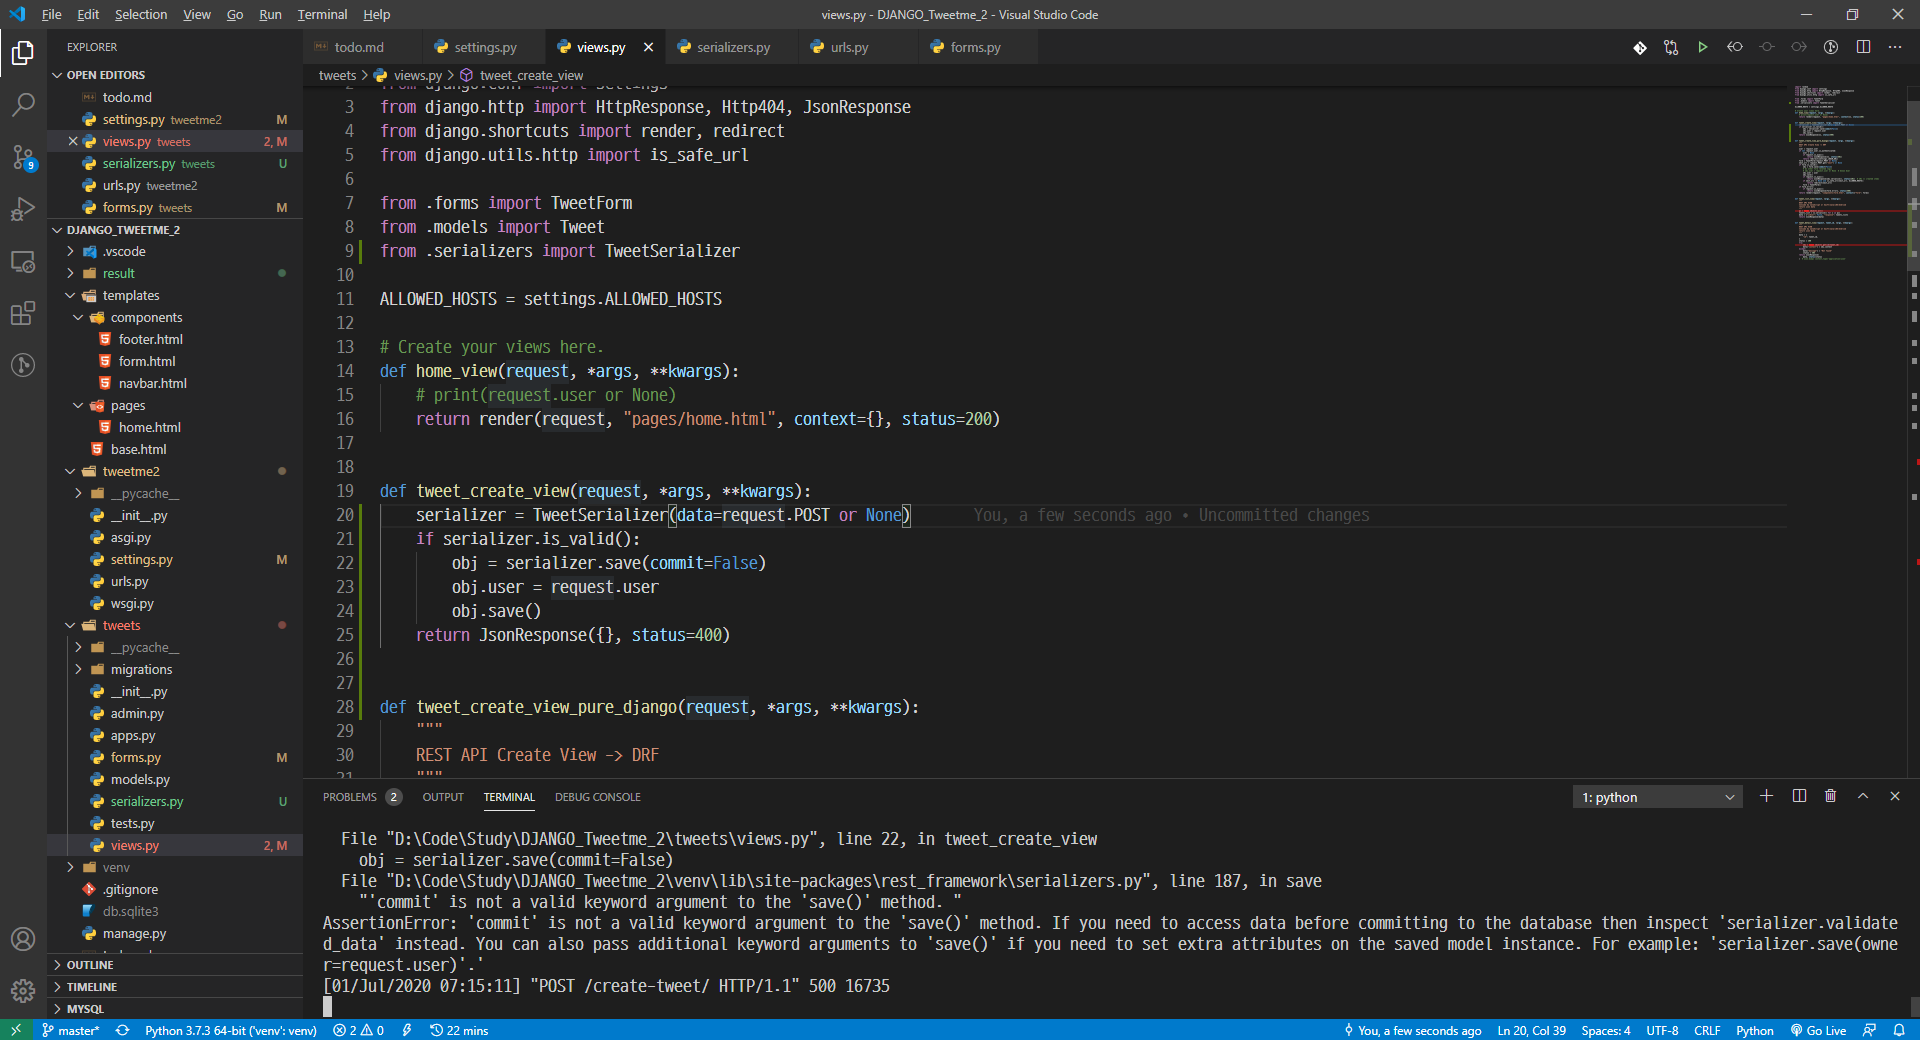 File Edit Selection View Go Run Terminal Help
views.py - DJANGO_Tweetme_2 - Visual Studio Code
EXPLORER
OPEN EDITORS
todo.md
settings.py tweetme2 M
views.py tweets 2, M
serializers.py tweets U
urls.py tweetme2
forms.py tweets M
DJANGO_TWEETME_2
.vscode
result
templates
components
footer.html
form.html
navbar.html
pages
home.html
base.html
tweetme2
__pycache__
__init__.py
asgi.py
settings.py M
urls.py
wsgi.py
tweets
__pycache__
migrations
__init__.py
admin.py
apps.py
forms.py M
models.py
serializers.py U
tests.py
views.py 2, M
venv
.gitignore
db.sqlite3
manage.py
OUTLINE
TIMELINE
MYSQL
9
todo.md settings.py views.py serializers.py urls.py forms.py
tweets > views.py > tweet_create_view
2 from django.conf import settings
3 from django.http import HttpResponse, Http404, JsonResponse
4 from django.shortcuts import render, redirect
5 from django.utils.http import is_safe_url
6
7 from .forms import TweetForm
8 from .models import Tweet
9 from .serializers import TweetSerializer
10
11 ALLOWED_HOSTS = settings.ALLOWED_HOSTS
12
13 # Create your views here.
14 def home_view(request, *args, **kwargs):
15 # print(request.user or None)
16 return render(request, "pages/home.html", context={}, status=200)
17
18
19 def tweet_create_view(request, *args, **kwargs):
20 serializer = TweetSerializer(data=request.POST or None) You, a few seconds ago • Uncommitted changes
21 if serializer.is_valid():
22 obj = serializer.save(commit=False)
23 obj.user = request.user
24 obj.save()
25 return JsonResponse({}, status=400)
26
27
28 def tweet_create_view_pure_django(request, *args, **kwargs):
29 """
30 REST API Create View -> DRF
31 """
PROBLEMS 2 OUTPUT TERMINAL DEBUG CONSOLE
1: python
File "D:\Code\Study\DJANGO_Tweetme_2\tweets\views.py", line 22, in tweet_create_view
obj = serializer.save(commit=False)
File "D:\Code\Study\DJANGO_Tweetme_2\venv\lib\site-packages\rest_framework\serializers.py", line 187, in save
"'commit' is not a valid keyword argument to the 'save()' method. "
AssertionError: 'commit' is not a valid keyword argument to the 'save()' method. If you need to access data before committing to the database then inspect 'serializer.validate
d_data' instead. You can also pass additional keyword arguments to 'save()' if you need to set extra attributes on the saved model instance. For example: 'serializer.save(owne
r=request.user)'.'
[01/Jul/2020 07:15:11] "POST /create-tweet/ HTTP/1.1" 500 16735
master* Python 3.7.3 64-bit ('venv': venv) 2 0 22 mins You, a few seconds ago Ln 20, Col 39 Spaces: 4 UTF-8 CRLF Python Go Live